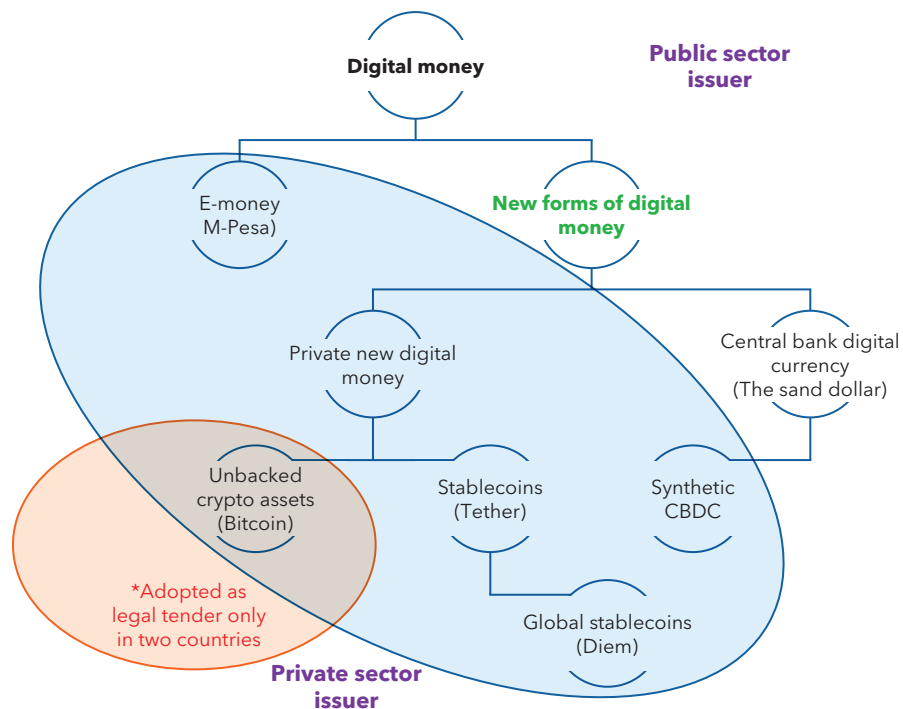 Digital money
Public sector
issuer
E-money
M-Pesa)
New forms of digital
money
Private new digital
money
Central bank digital
currency
(The sand dollar)
Unbacked
crypto assets
(Bitcoin)
Stablecoins
(Tether)
Synthetic
CBDC
*Adopted as
legal tender only
in two countries
Global stablecoins
(Diem)
Private sector
issuer